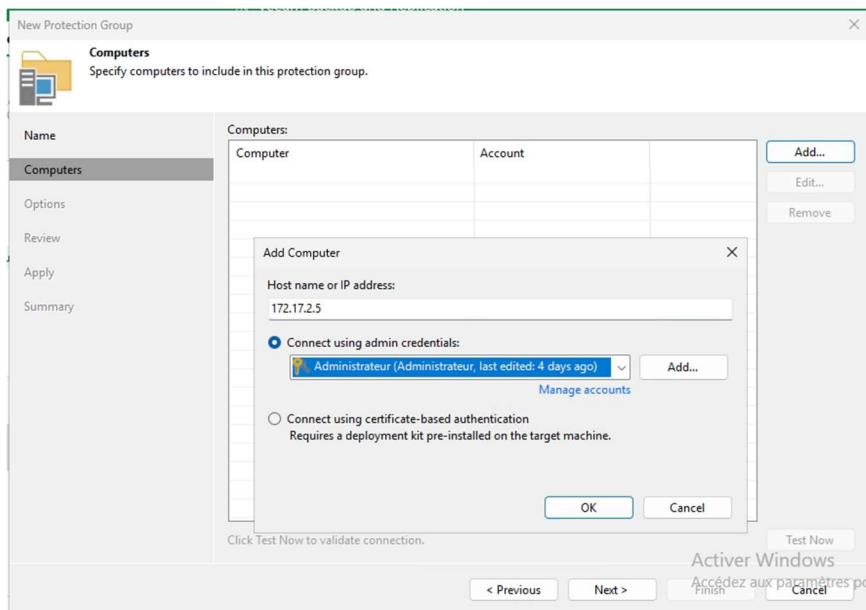 New Protection Group
Computers
Specify computers to include in this protection group.
Name
Computers
Options
Review
Apply
Summary
Computers:
Computer Account
Add...
Edit...
Remove
Add Computer
Host name or IP address:
172.17.2.5
Connect using admin credentials:
Administrateur (Administrateur, last edited: 4 days ago)
Add...
Manage accounts
Connect using certificate-based authentication
Requires a deployment kit pre-installed on the target machine.
OK Cancel
Click Test Now to validate connection.
Test Now
Activer Windows
Accédez aux paramètres
< Previous Next > Finish Cancel